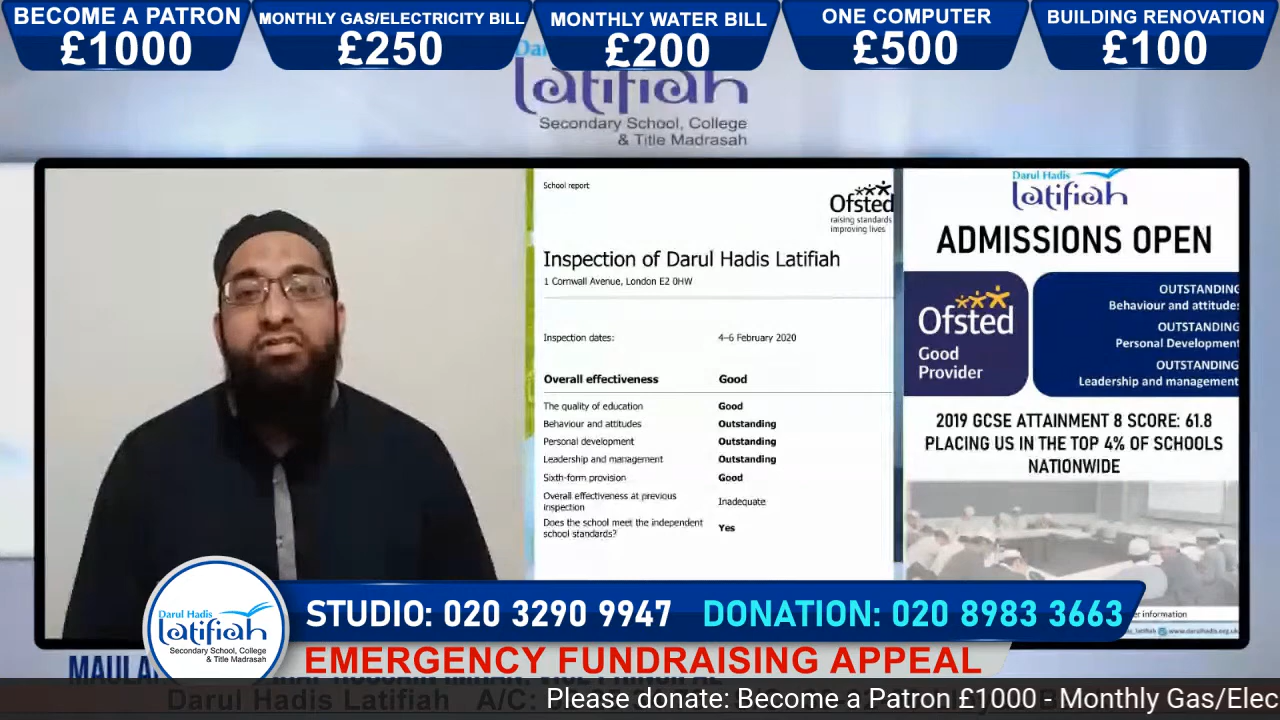 BECOME A PATRON
£1000
MONTHLY GAS/ELECTRICITY BILL
£250
MONTHLY WATER BILL
£200
ONE COMPUTER
£500
BUILDING RENOVATION
£100
latifiah
Secondary School, College
& Title Madrasah
School report
Ofsted
raising standards
improving lives
Inspection of Darul Hadis Latifiah
1 Cornwall Avenue, London E2 0HW
Inspection dates: 4–6 February 2020
Overall effectiveness Good
The quality of education Good
Behaviour and attitudes Outstanding
Personal development Outstanding
Leadership and management Outstanding
Sixth-form provision Good
Overall effectiveness at previous
inspection Inadequate
Does the school meet the independent
school standards? Yes
Darul Hadis
latifiah
ADMISSIONS OPEN
Ofsted
Good
Provider
OUTSTANDING
Behaviour and attitudes
OUTSTANDING
Personal Development
OUTSTANDING
Leadership and management
2019 GCSE ATTAINMENT 8 SCORE: 61.8
PLACING US IN THE TOP 4% OF SCHOOLS
NATIONWIDE
information
www.darulhadis.org.uk
Darul Hadis
latifiah
Secondary School, College
& Title Madrasah
STUDIO: 020 3290 9947 DONATION: 020 8983 3663
EMERGENCY FUNDRAISING APPEAL
Darul Hadis Latifiah A/C:
Please donate: Become a Patron £1000 - Monthly Gas/Elec